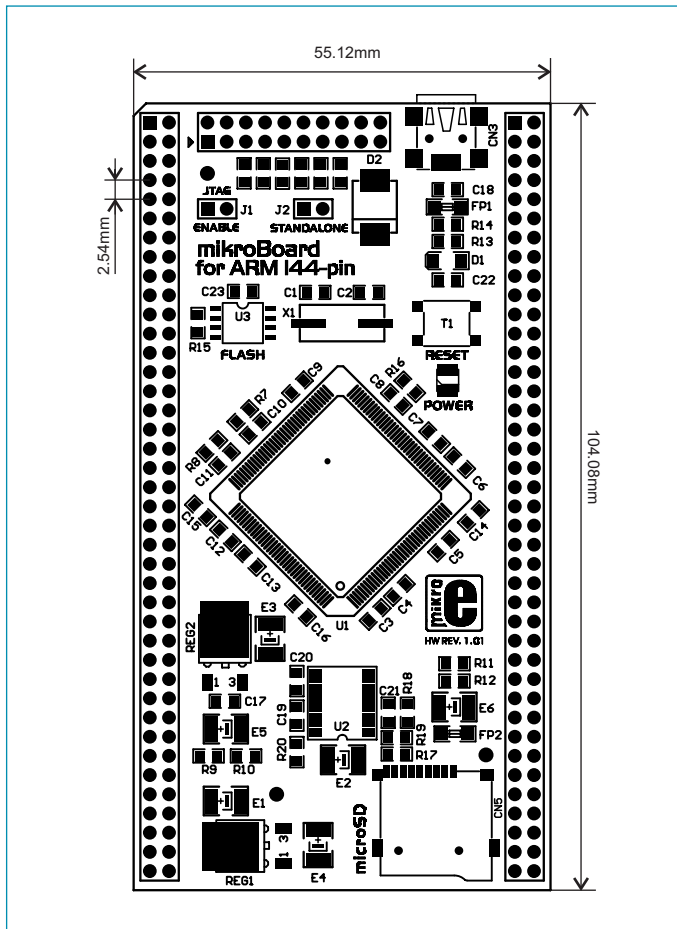 55.12mm
CN3
D2
JTAG
C18
FP1
J1
J2
ENABLE
STANDALONE
R14
2.54mm
mikroBoard
for ARM 144-pin
R13
D1
C22
C23
C1
C2
U3
X1
T1
R15
FLASH
RESET
C9
R16
C8
POWER
R7
C10
C7
R8
C11
C6
104.08mm
C15
C14
C12
C5
C13
C4
C3
C16
U1
mikro
e
HW REV. 1.01
REG2
E3
C20
R11
1 3
R18
R12
C17
C21
E6
C19
E5
U2
R19
FP2
R20
R9
R10
R17
E2
E1
CN5
3
1
microSD
REG1
E4